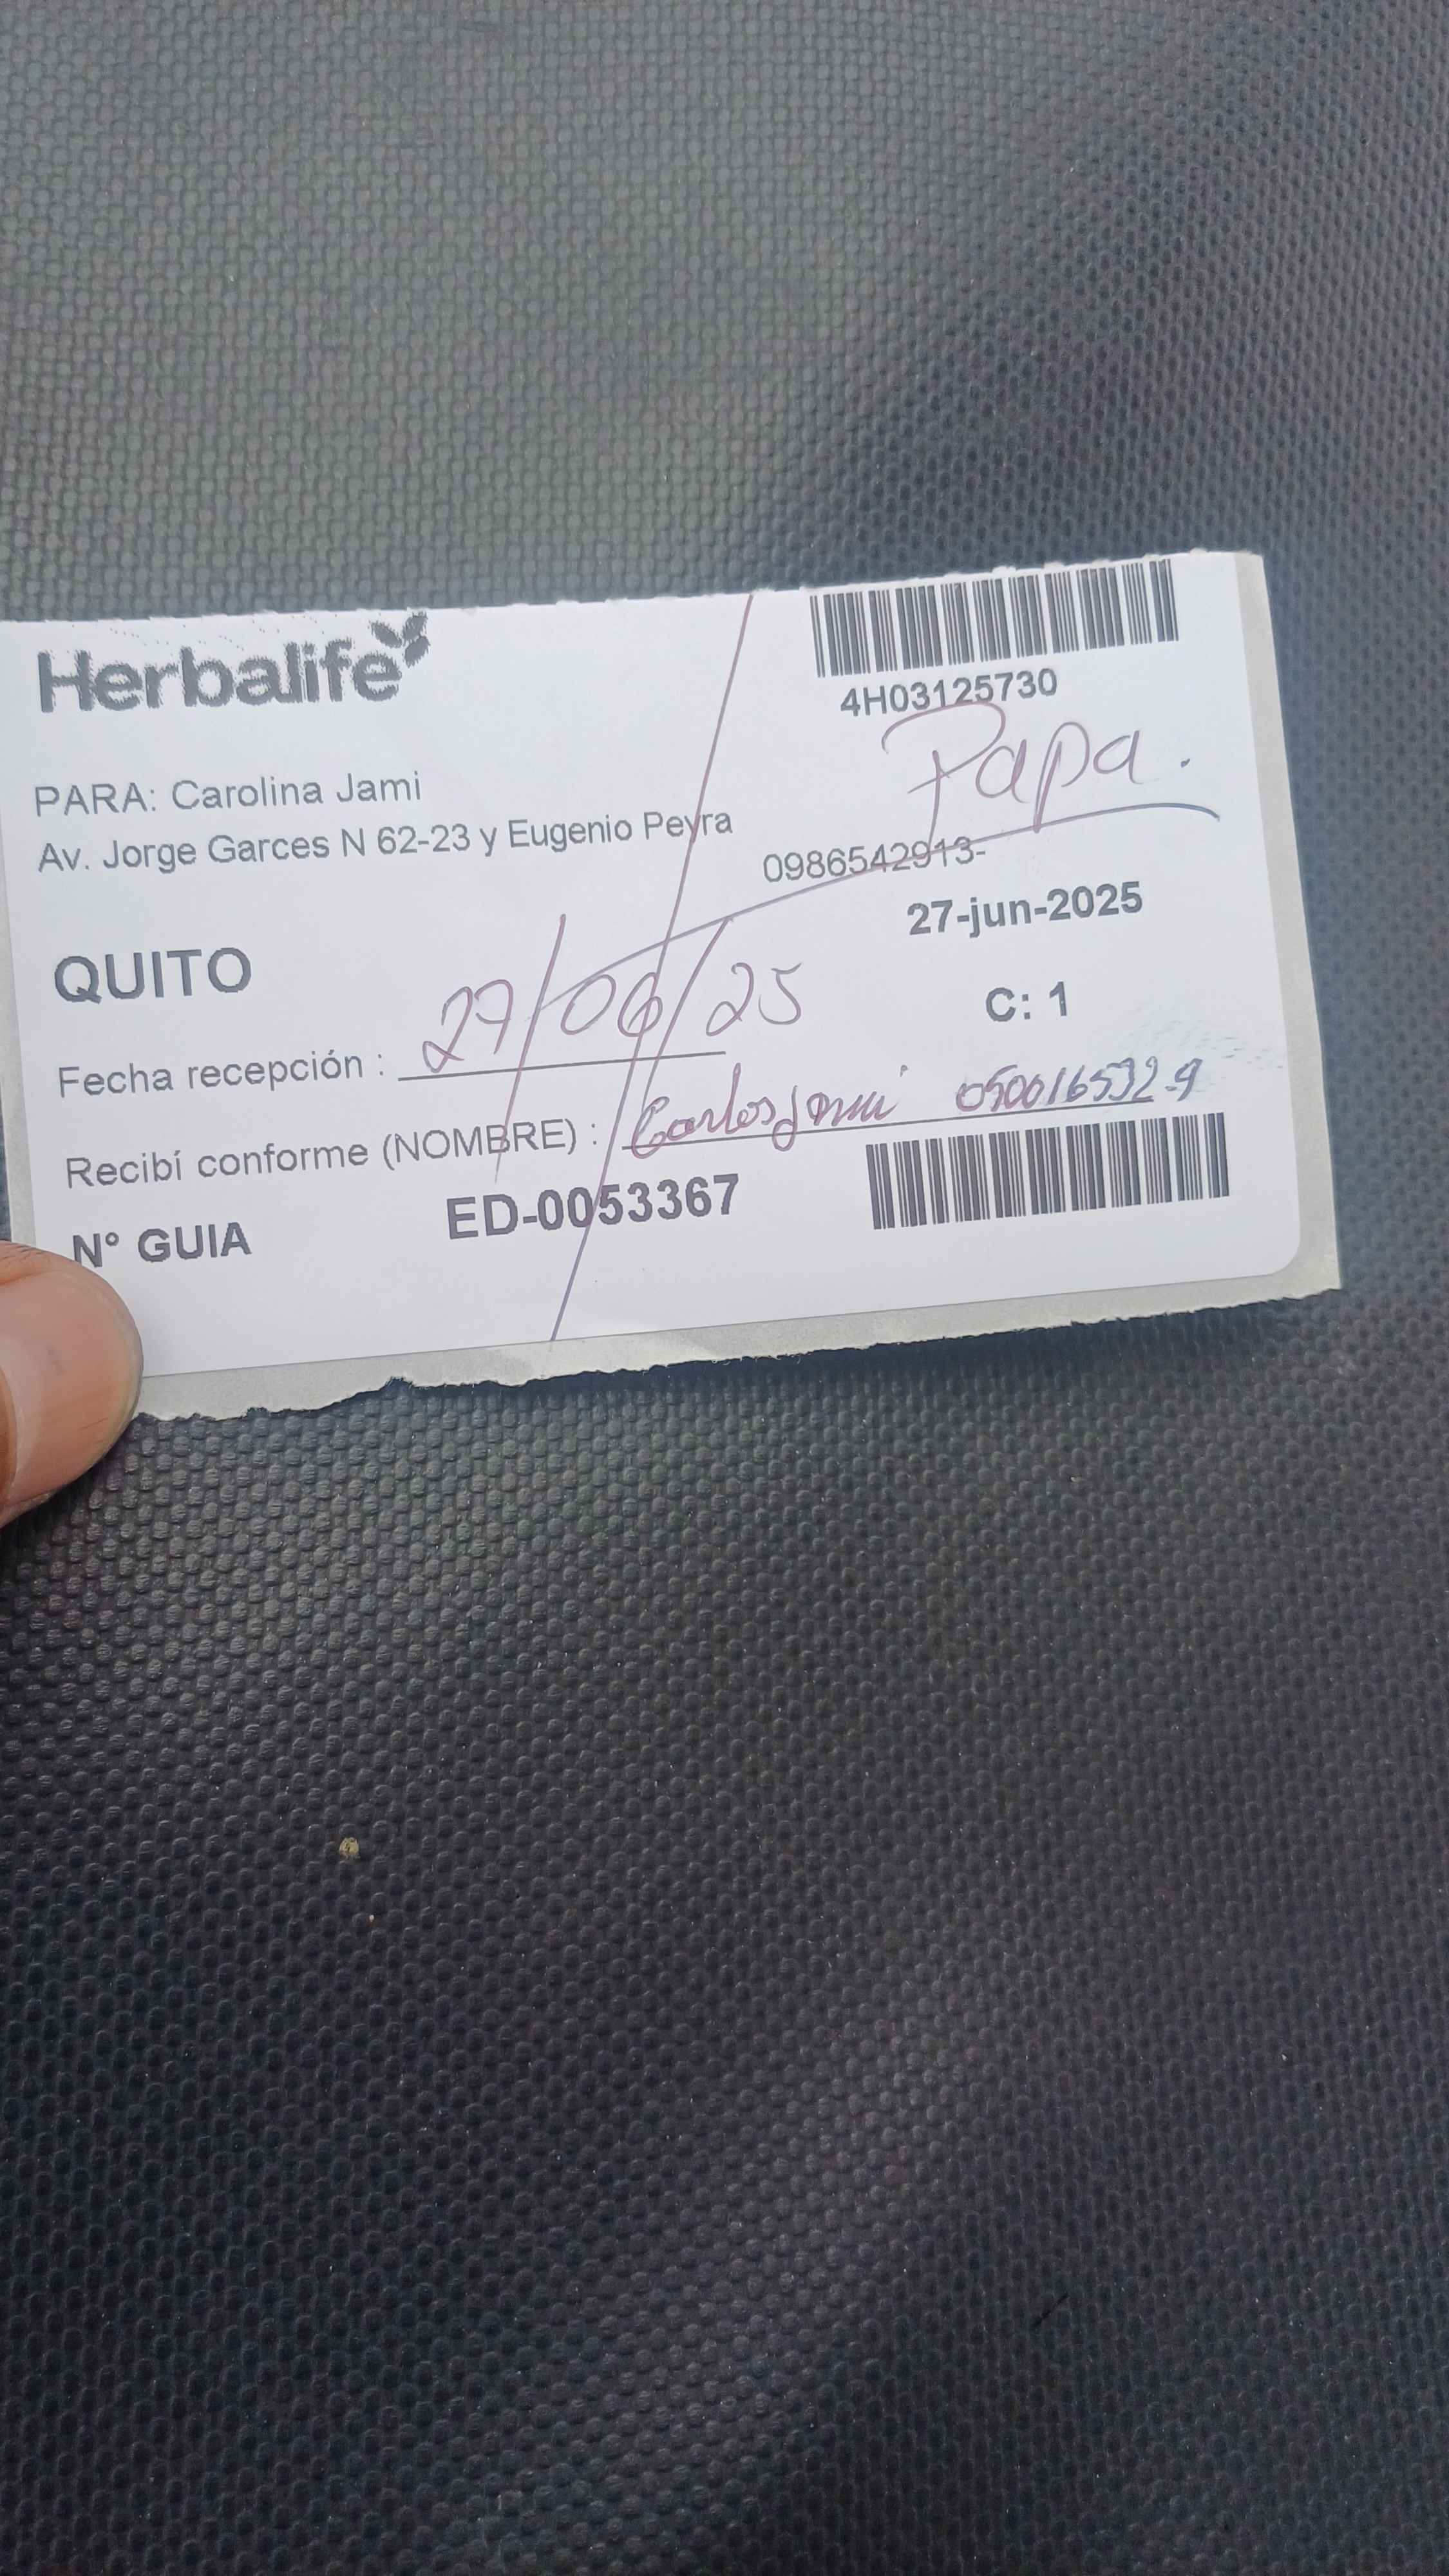 Herbalife
4H03125730
Papa.
PARA: Carolina Jami
Av. Jorge Garces N 62-23 y Eugenio Peyra
0986542913-
27-jun-2025
QUITO
C: 1
Fecha recepción : 27/06/25
Recibí conforme (NOMBRE) : Carlos Jami 050016592-9
N° GUIA ED-0053367